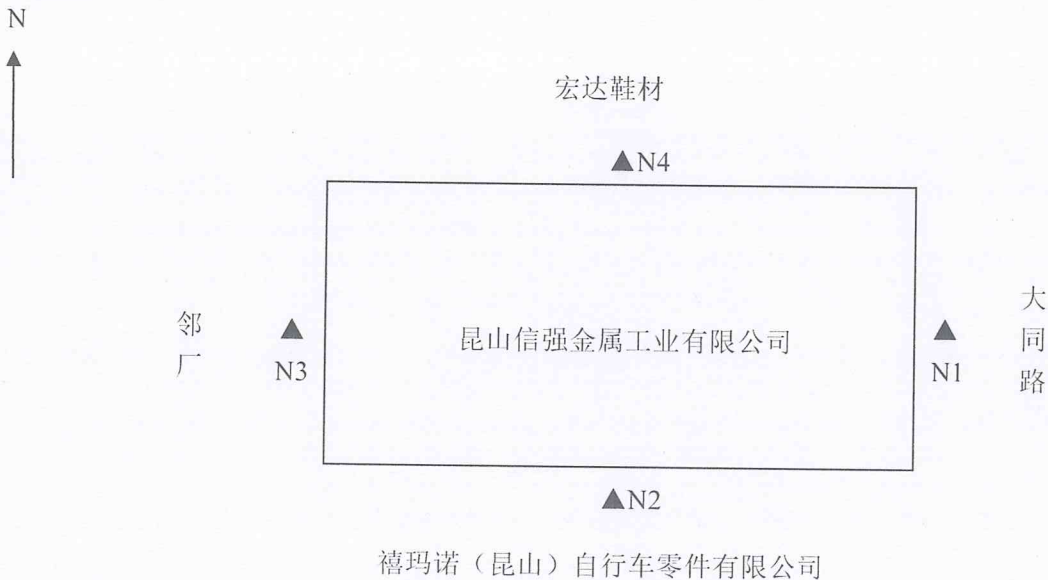 N
宏达鞋材
▲N4
邻厂
▲
N3
昆山信强金属工业有限公司
▲
N1
大同路
▲N2
禧玛诺（昆山）自行车零件有限公司